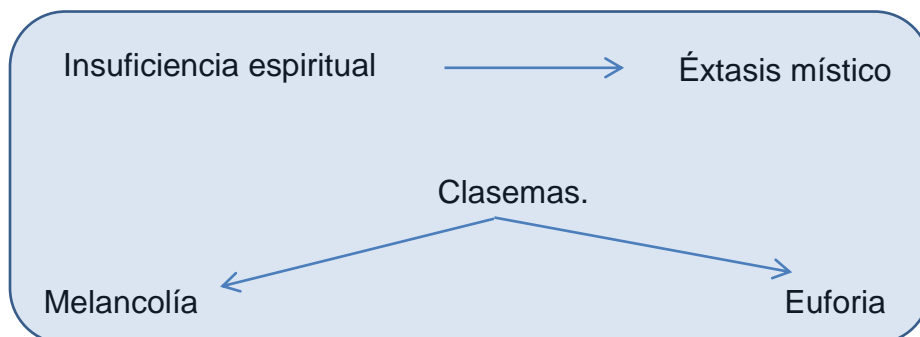 Insuficiencia espiritual
Éxtasis místico
Clasemas.
Melancolía
Euforia